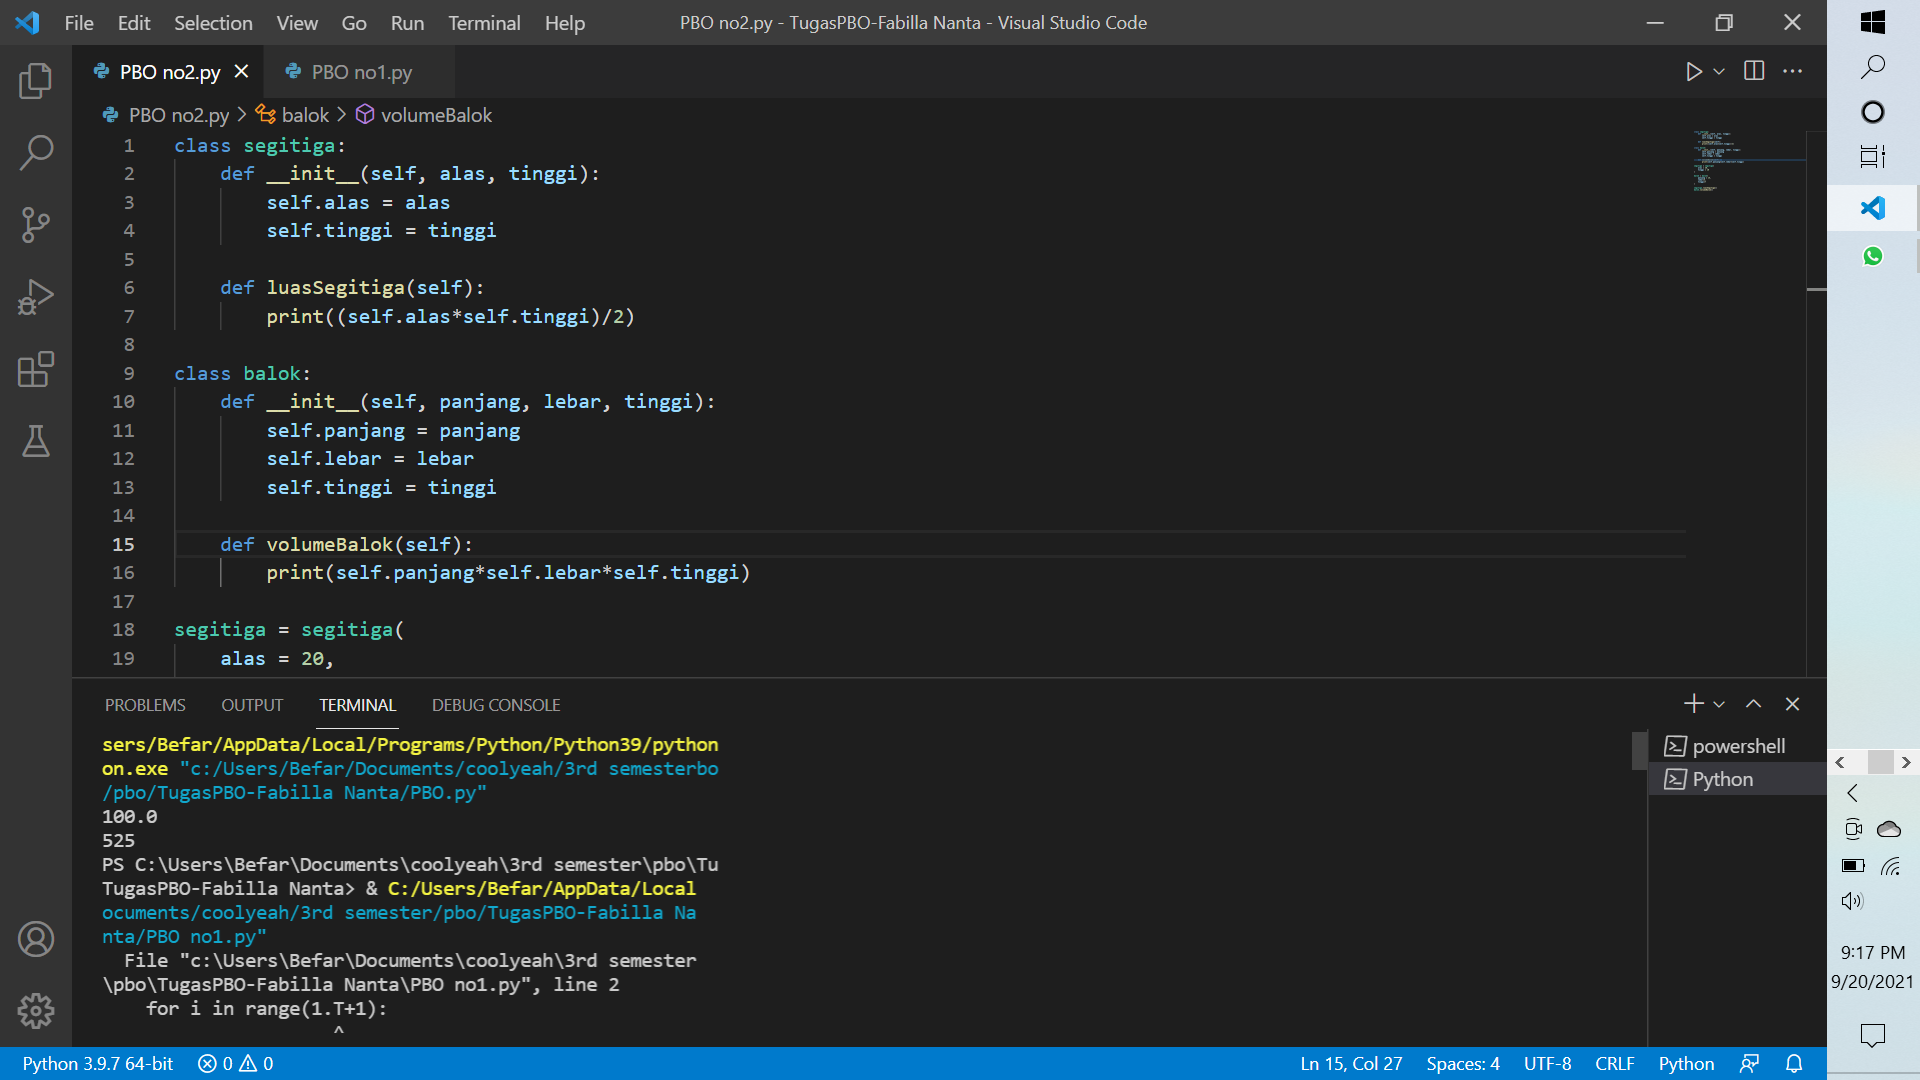 File Edit Selection View Go Run Terminal Help PBO no2.py - TugasPBO-Fabilla Nanta - Visual Studio Code
PBO no2.py PBO no1.py
PBO no2.py > balok > volumeBalok
1 class segitiga:
2 def __init__(self, alas, tinggi):
3 self.alas = alas
4 self.tinggi = tinggi
5
6 def luasSegitiga(self):
7 print((self.alas*self.tinggi)/2)
8
9 class balok:
10 def __init__(self, panjang, lebar, tinggi):
11 self.panjang = panjang
12 self.lebar = lebar
13 self.tinggi = tinggi
14
15 def volumeBalok(self):
16 print(self.panjang*self.lebar*self.tinggi)
17
18 segitiga = segitiga(
19 alas = 20,
PROBLEMS OUTPUT TERMINAL DEBUG CONSOLE
sers/Befar/AppData/Local/Programs/Python/Python39/python
on.exe "c:/Users/Befar/Documents/coolyeah/3rd semesterbo
/pbo/TugasPBO-Fabilla Nanta/PBO.py"
100.0
525
PS C:\Users\Befar\Documents\coolyeah\3rd semester\pbo\Tu
TugasPBO-Fabilla Nanta> & C:/Users/Befar/AppData/Local
ocuments/coolyeah/3rd semester/pbo/TugasPBO-Fabilla Na
nta/PBO no1.py"
File "c:\Users\Befar\Documents\coolyeah\3rd semester
\pbo\TugasPBO-Fabilla Nanta\PBO no1.py", line 2
for i in range(1.T+1):
^
powershell
Python
9:17 PM
9/20/2021
Python 3.9.7 64-bit 0 0 Ln 15, Col 27 Spaces: 4 UTF-8 CRLF Python